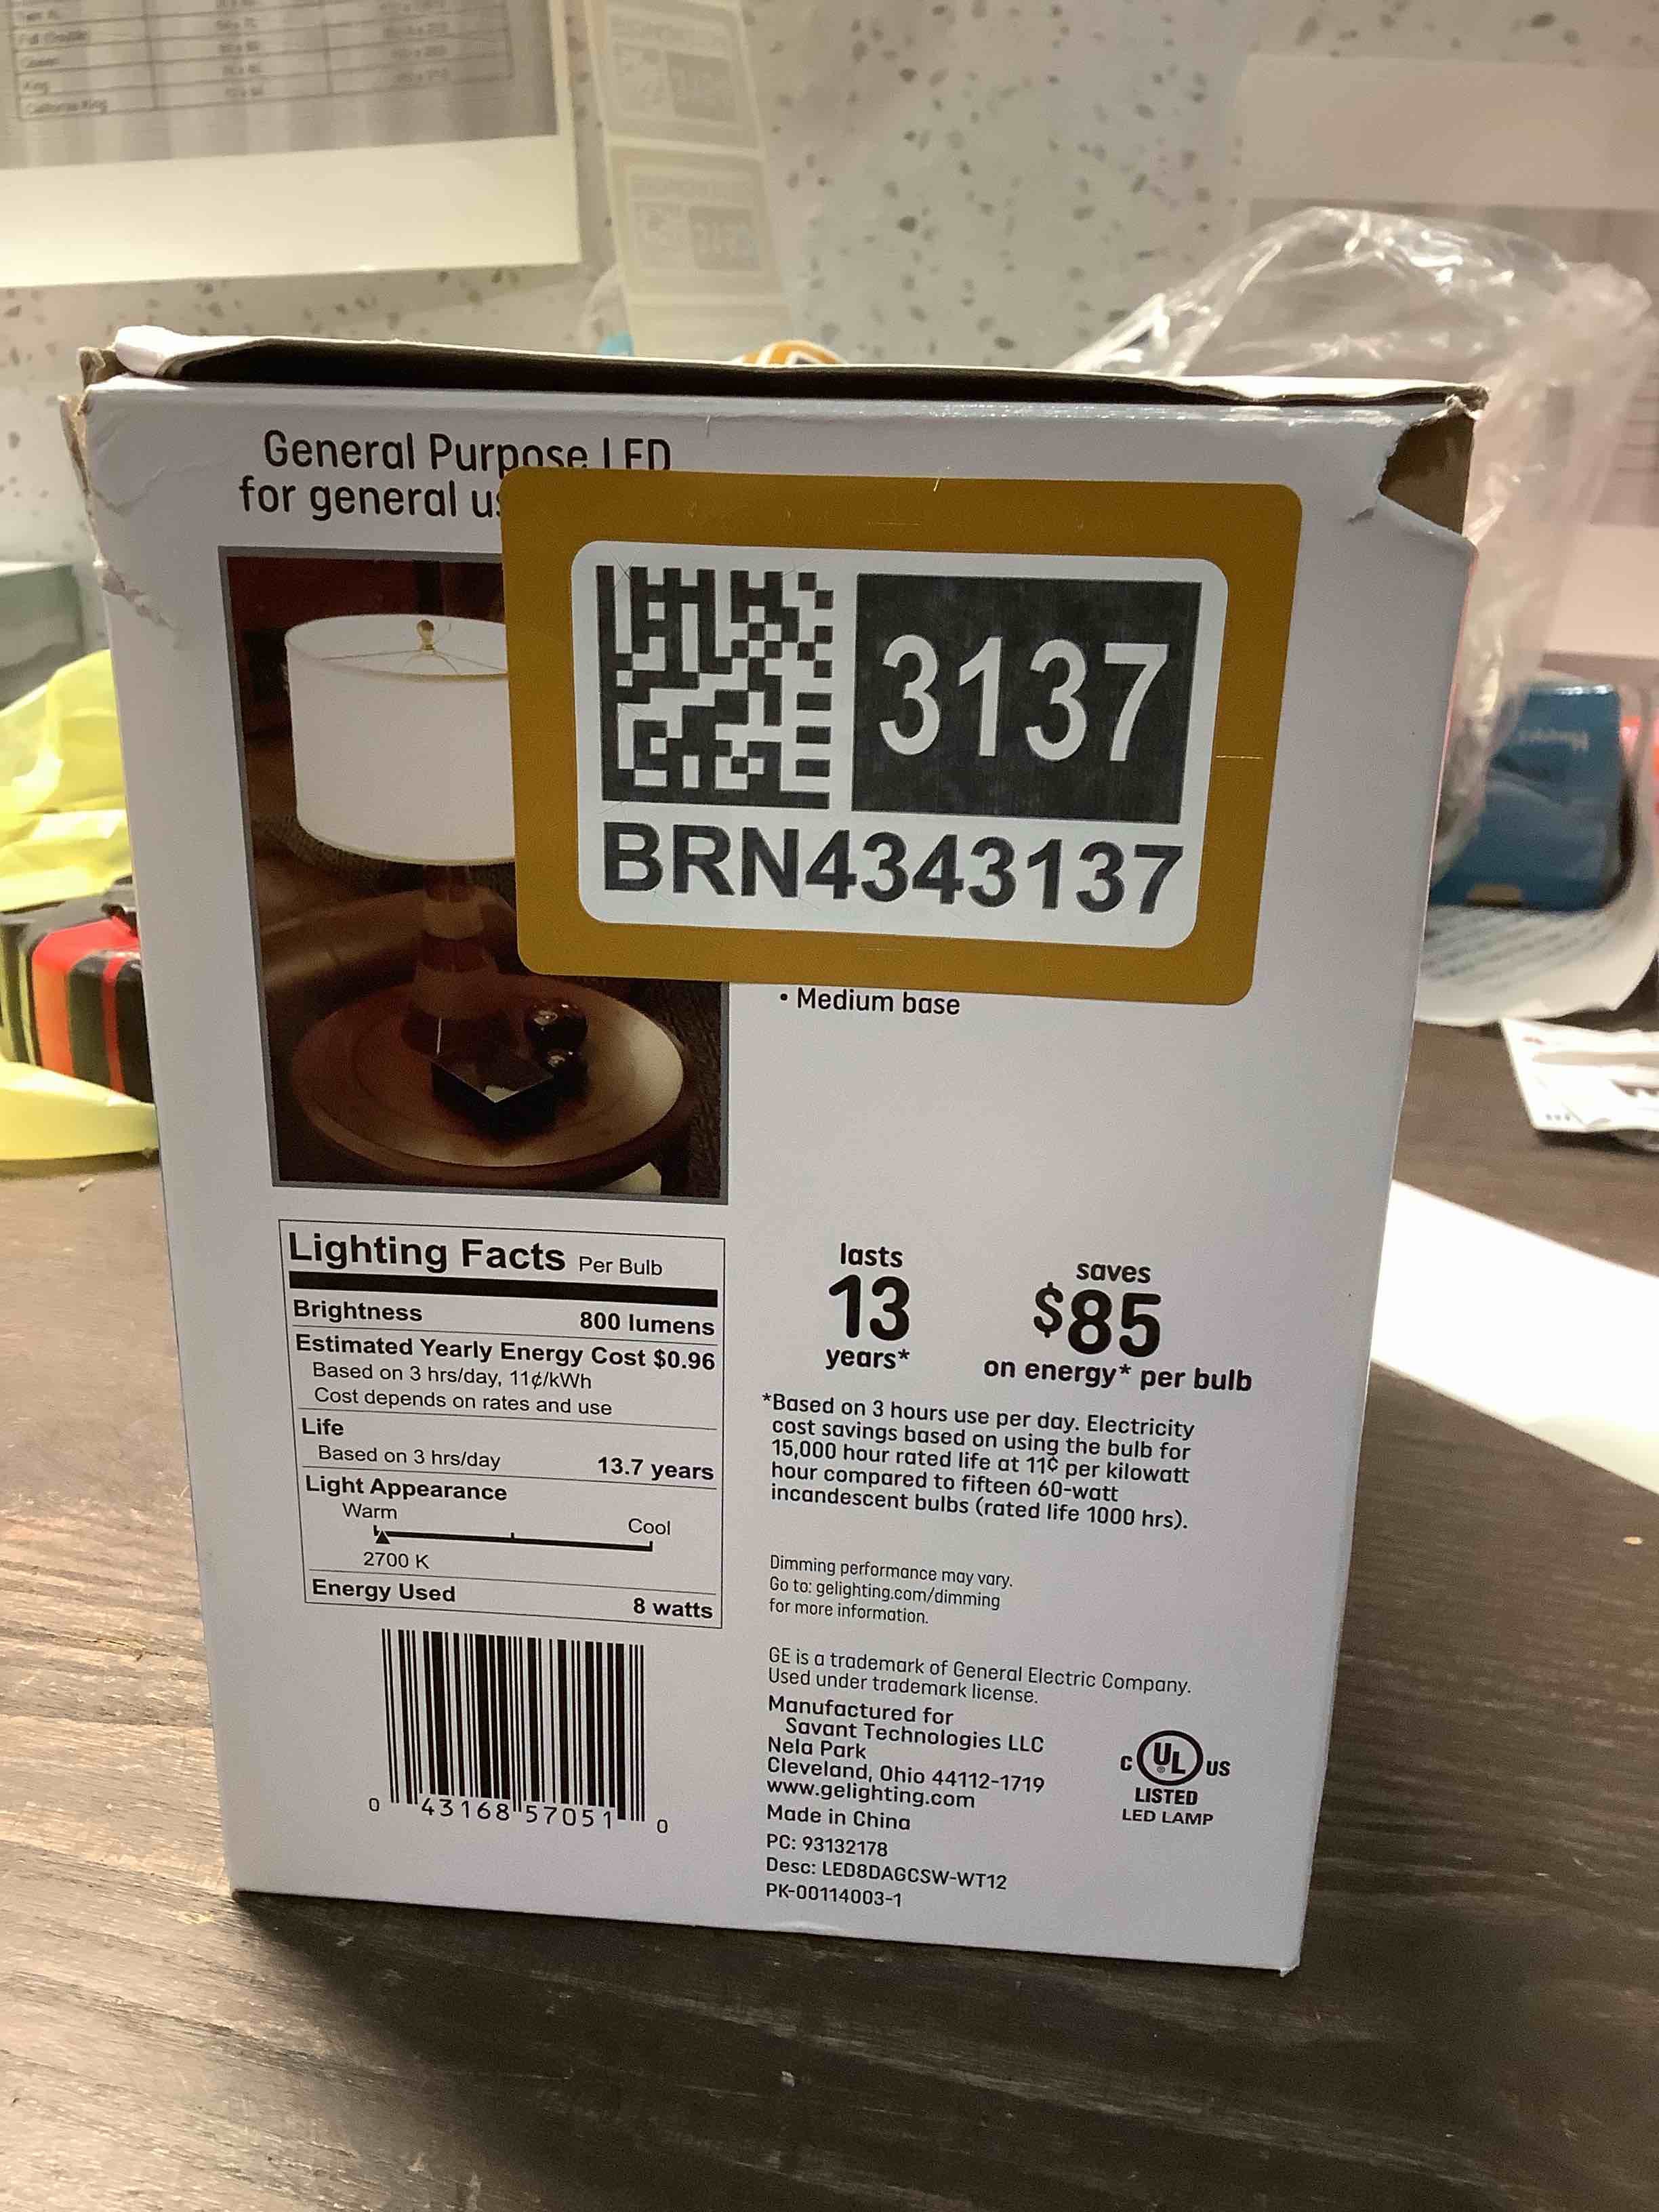 Full (Double)
Queen
King
California King
General Purpose LED
for general
3137
BRN4343137
• Medium base
Lighting Facts Per Bulb
Brightness 800 lumens
Estimated Yearly Energy Cost $0.96
Based on 3 hrs/day, 11¢/kWh
Cost depends on rates and use
Life
Based on 3 hrs/day 13.7 years
Light Appearance
Warm Cool
2700 K
Energy Used 8 watts
0 43168 57051 0
lasts
13
years*
saves
$85
on energy* per bulb
*Based on 3 hours use per day. Electricity
cost savings based on using the bulb for
15,000 hour rated life at 11¢ per kilowatt
hour compared to fifteen 60-watt
incandescent bulbs (rated life 1000 hrs).
Dimming performance may vary.
Go to: gelighting.com/dimming
for more information.
GE is a trademark of General Electric Company.
Used under trademark license.
Manufactured for
Savant Technologies LLC
Nela Park
Cleveland, Ohio 44112-1719
www.gelighting.com
Made in China
PC: 93132178
Desc: LED8DAGCSW-WT12
PK-00114003-1
C UL US
LISTED
LED LAMP